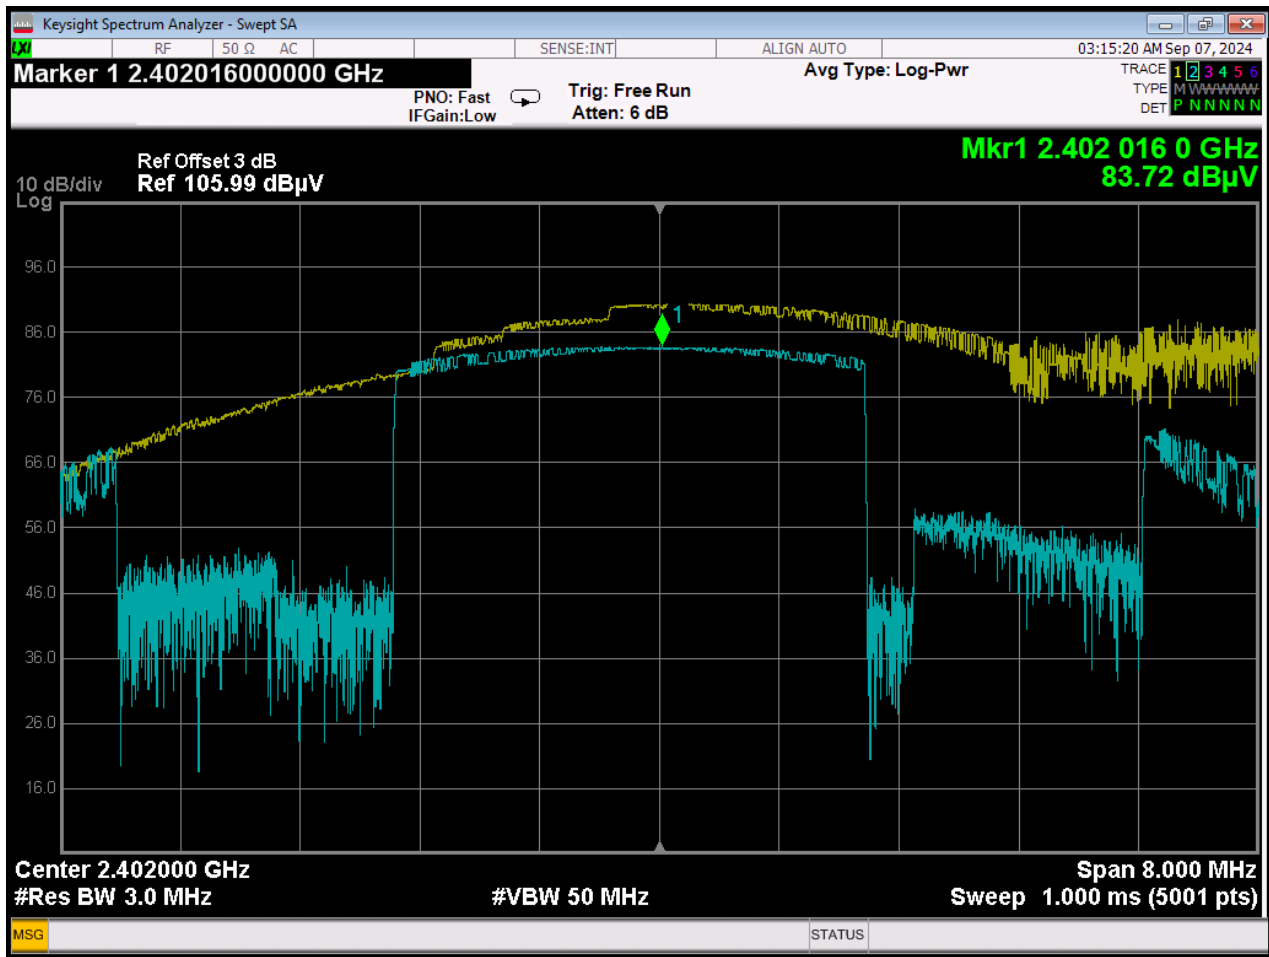 Keysight Spectrum Analyzer - Swept SA
LXI RF 50 Ω AC SENSE:INT ALIGN AUTO 03:15:20 AM Sep 07, 2024
Marker 1 2.402016000000 GHz
Avg Type: Log-Pwr
TRACE 1 2 3 4 5 6
PNO: Fast
IFGain:Low
Trig: Free Run
Atten: 6 dB
TYPE M WWWWW
DET P N N N N N
Mkr1 2.402 016 0 GHz
83.72 dBµV
Ref Offset 3 dB
10 dB/div Ref 105.99 dBµV
Log
96.0
1
86.0
76.0
66.0
56.0
46.0
36.0
26.0
16.0
Center 2.402000 GHz Span 8.000 MHz
#Res BW 3.0 MHz #VBW 50 MHz Sweep 1.000 ms (5001 pts)
MSG STATUS